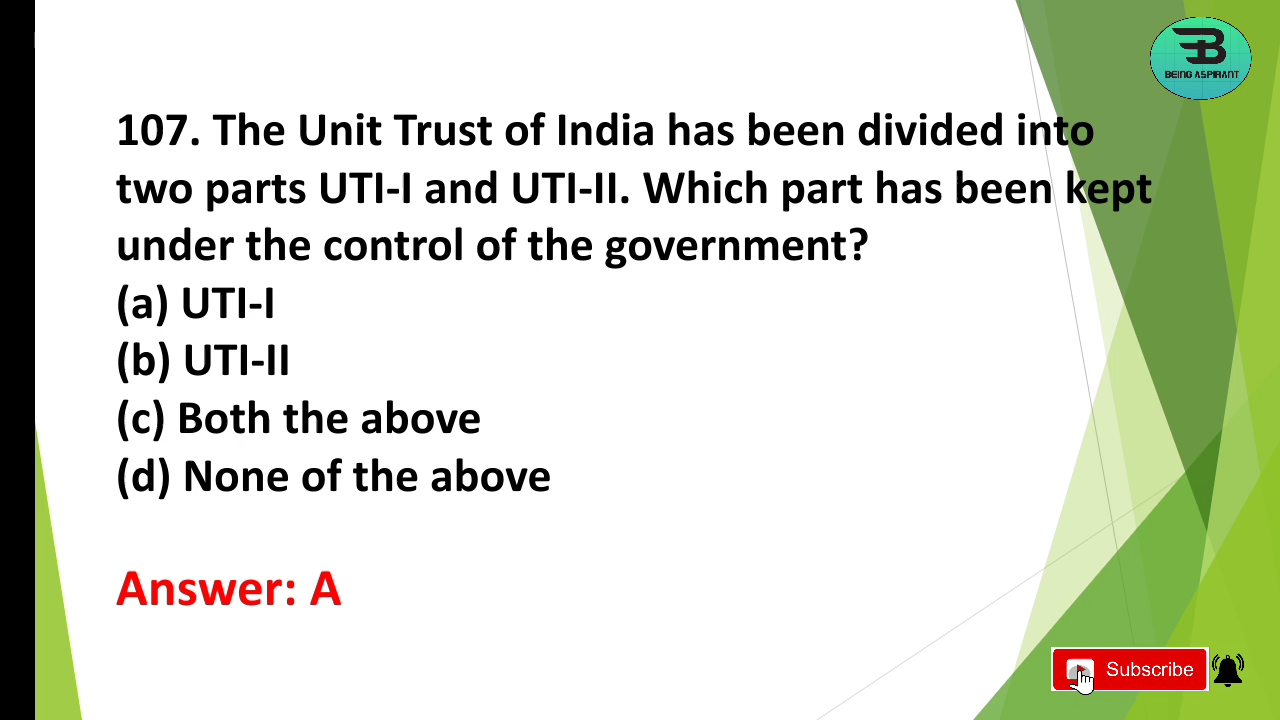 BEING ASPIRANT
107. The Unit Trust of India has been divided into
two parts UTI-I and UTI-II. Which part has been kept
under the control of the government?
(a) UTI-I
(b) UTI-II
(c) Both the above
(d) None of the above
Answer: A
Subscribe